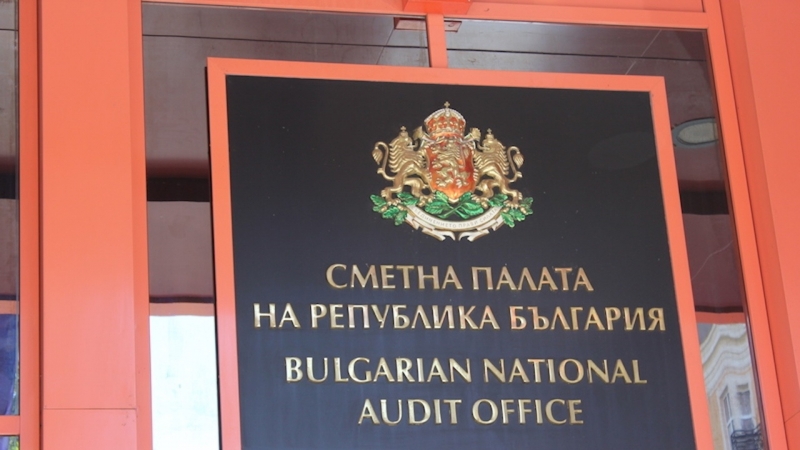 СМЕТНА ПАЛАТА
НА РЕПУБЛИКА БЪЛГАРИЯ
BULGARIAN NATIONAL
AUDIT OFFICE